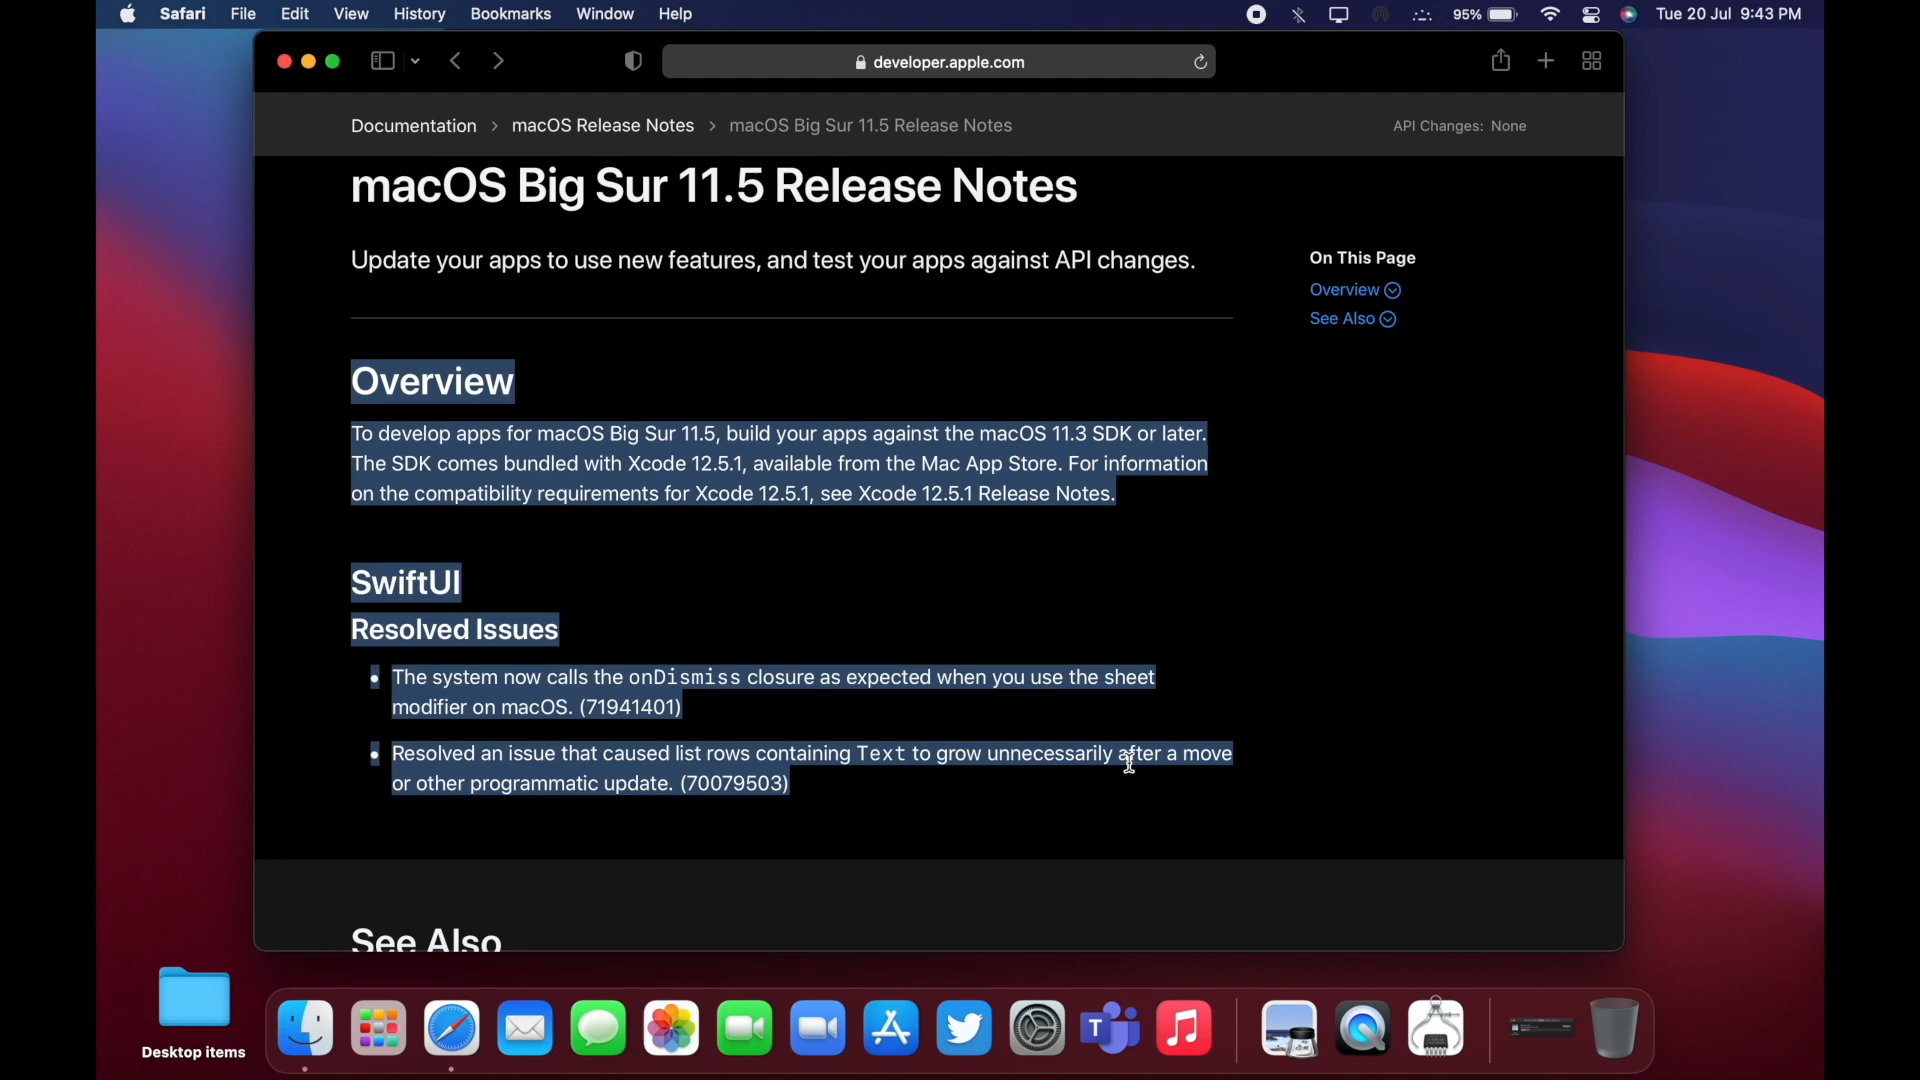 Safari File Edit View History Bookmarks Window Help 95% Tue 20 Jul 9:43 PM
developer.apple.com
Documentation > macOS Release Notes > macOS Big Sur 11.5 Release Notes API Changes: None
macOS Big Sur 11.5 Release Notes
Update your apps to use new features, and test your apps against API changes.
On This Page
Overview
See Also
Overview
To develop apps for macOS Big Sur 11.5, build your apps against the macOS 11.3 SDK or later.
The SDK comes bundled with Xcode 12.5.1, available from the Mac App Store. For information
on the compatibility requirements for Xcode 12.5.1, see Xcode 12.5.1 Release Notes.
SwiftUI
Resolved Issues
• The system now calls the onDismiss closure as expected when you use the sheet
modifier on macOS. (71941401)
• Resolved an issue that caused list rows containing Text to grow unnecessarily after a move
or other programmatic update. (70079503)
See Also
Desktop items
T